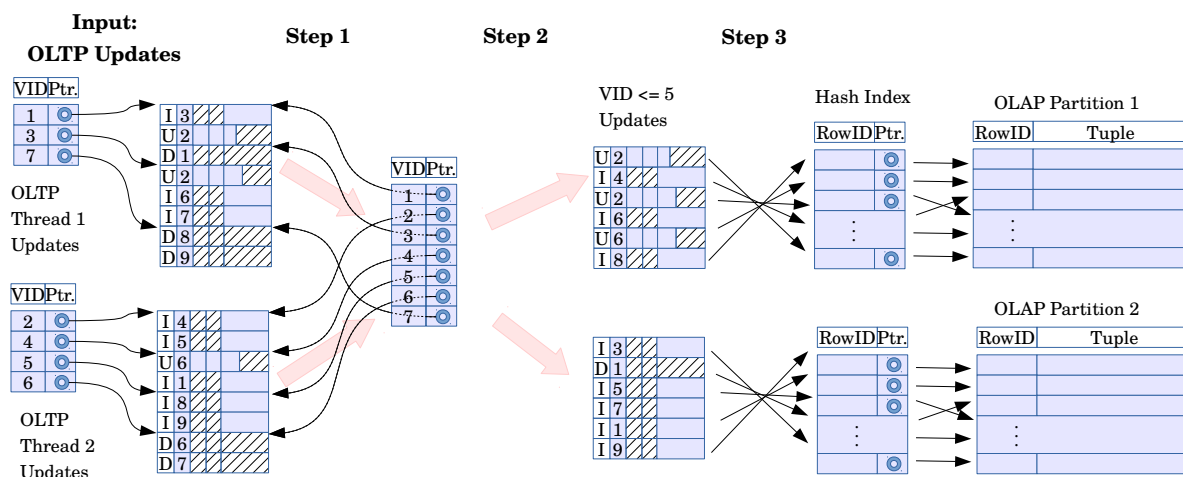 Input:
OLTP Updates
Step 1
Step 2
Step 3
VID Ptr.
1
3
7
OLTP
Thread 1
Updates
I 3
U 2
D 1
U 2
I 6
I 7
D 8
D 9
VID Ptr.
2
4
5
6
OLTP
Thread 2
Updates
I 4
I 5
U 6
I 1
I 8
I 9
D 6
D 7
VID Ptr.
1
2
3
4
5
6
7
VID <= 5
Updates
U 2
I 4
U 2
I 6
U 6
I 8
I 3
D 1
I 5
I 7
I 1
I 9
Hash Index
RowID Ptr.
⋮
OLAP Partition 1
RowID Tuple
⋮
RowID Ptr.
⋮
OLAP Partition 2
RowID Tuple
⋮